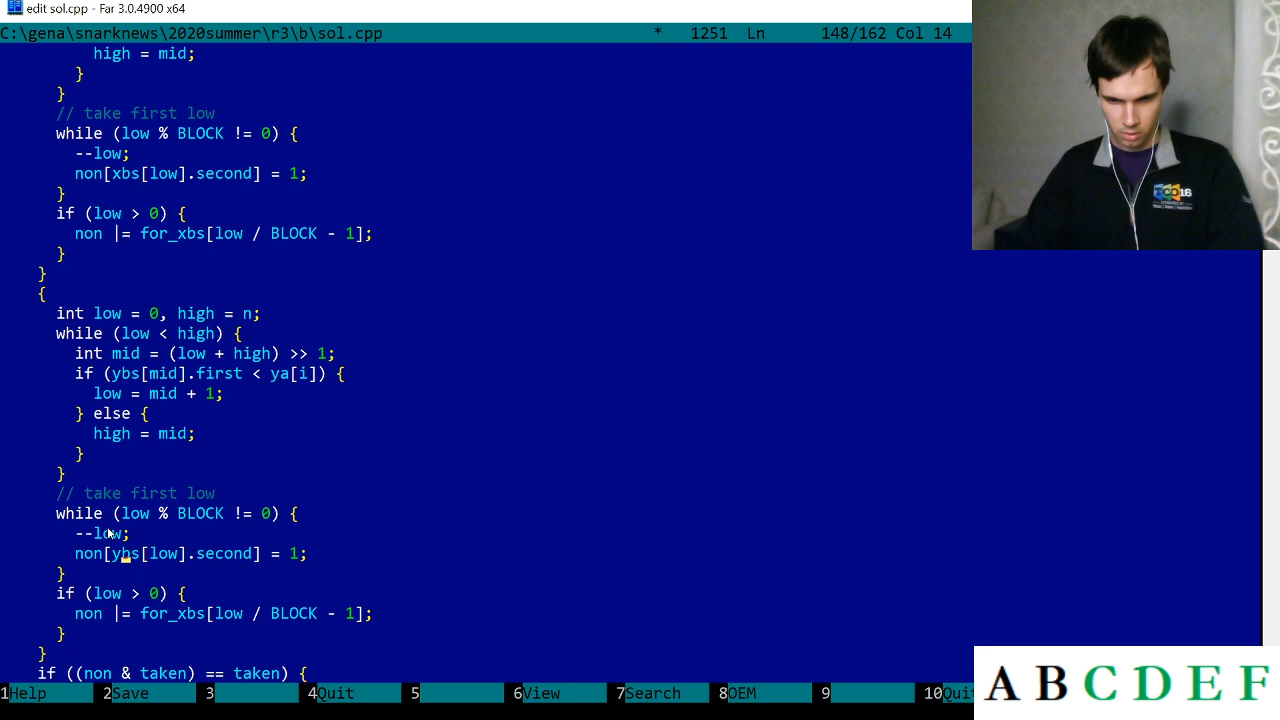 edit sol.cpp - Far 3.0.4900 x64
C:\gena\snarknews\2020summer\r3\b\sol.cpp * 1251 Ln 148/162 Col 14
high = mid;
}
}
// take first low
while (low % BLOCK != 0) {
--low;
non[xbs[low].second] = 1;
}
if (low > 0) {
non |= for_xbs[low / BLOCK - 1];
}
}
{
int low = 0, high = n;
while (low < high) {
int mid = (low + high) >> 1;
if (ybs[mid].first < ya[i]) {
low = mid + 1;
} else {
high = mid;
}
}
// take first low
while (low % BLOCK != 0) {
--low;
non[ybs[low].second] = 1;
}
if (low > 0) {
non |= for_xbs[low / BLOCK - 1];
}
}
if ((non & taken) == taken) {
1Help 2Save 3 4Quit 5 6View 7Search 8OEM 9 10Quit
TCO16
A B C D E F